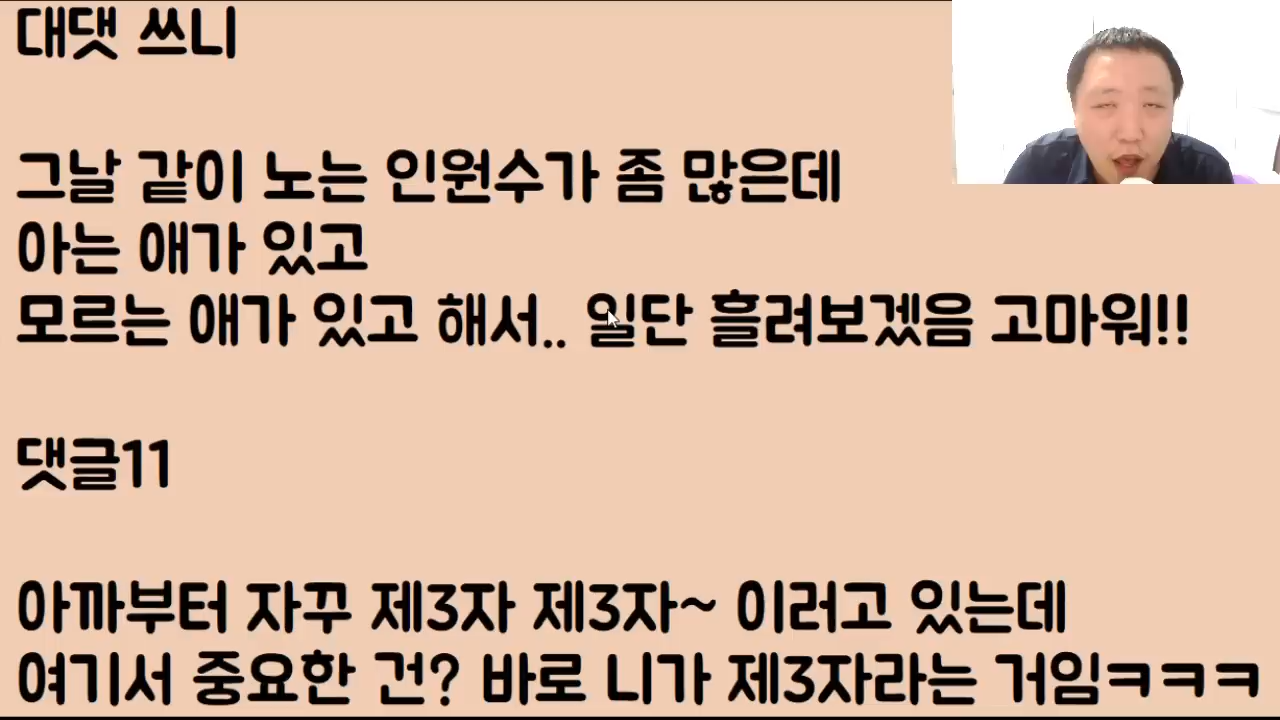 대댓 쓰니
그날 같이 노는 인원수가 좀 많은데
아는 애가 있고
모르는 애가 있고 해서.. 일단 흘려보겠음 고마워!!
댓글11
아까부터 자꾸 제3자 제3자~ 이러고 있는데
여기서 중요한 건? 바로 니가 제3자라는 거임ㅋㅋㅋ